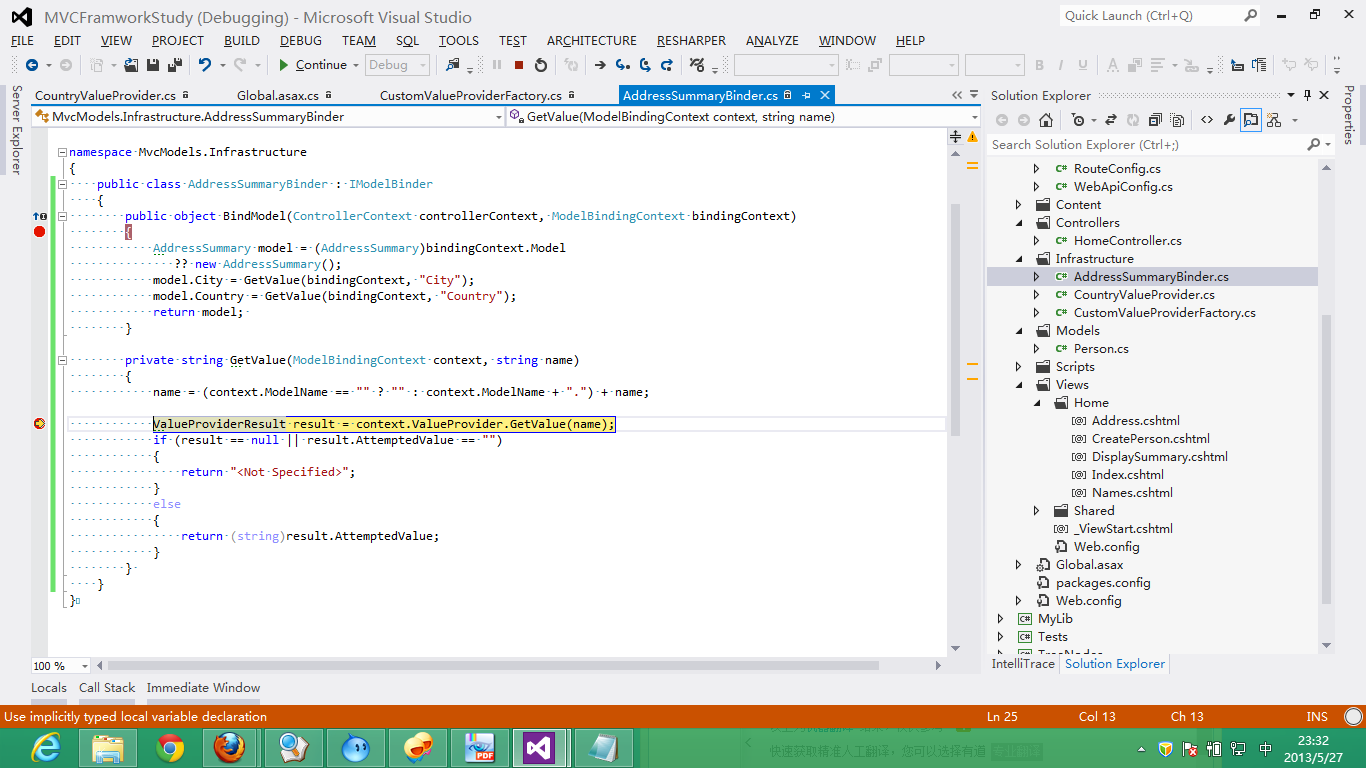 MVCFramworkStudy (Debugging) - Microsoft Visual Studio
Quick Launch (Ctrl+Q)
FILE EDIT VIEW PROJECT BUILD DEBUG TEAM SQL TOOLS TEST ARCHITECTURE RESHARPER ANALYZE WINDOW HELP
Continue Debug
Server Explorer
CountryValueProvider.cs Global.asax.cs CustomValueProviderFactory.cs AddressSummaryBinder.cs
MvcModels.Infrastructure.AddressSummaryBinder GetValue(ModelBindingContext context, string name)
namespace MvcModels.Infrastructure
{
public class AddressSummaryBinder : IModelBinder
{
public object BindModel(ControllerContext controllerContext, ModelBindingContext bindingContext)
{
AddressSummary model = (AddressSummary)bindingContext.Model
?? new AddressSummary();
model.City = GetValue(bindingContext, "City");
model.Country = GetValue(bindingContext, "Country");
return model;
}
private string GetValue(ModelBindingContext context, string name)
{
name = (context.ModelName == "" ? "" : context.ModelName + ".") + name;
ValueProviderResult result = context.ValueProvider.GetValue(name);
if (result == null || result.AttemptedValue == "")
{
return "<Not Specified>";
}
else
{
return (string)result.AttemptedValue;
}
}
}
}
100 %
Solution Explorer
Search Solution Explorer (Ctrl+;)
RouteConfig.cs
WebApiConfig.cs
Content
Controllers
HomeController.cs
Infrastructure
AddressSummaryBinder.cs
CountryValueProvider.cs
CustomValueProviderFactory.cs
Models
Person.cs
Scripts
Views
Home
Address.cshtml
CreatePerson.cshtml
DisplaySummary.cshtml
Index.cshtml
Names.cshtml
Shared
_ViewStart.cshtml
Web.config
Global.asax
packages.config
Web.config
MyLib
Tests
IntelliTrace Solution Explorer
Properties
Locals Call Stack Immediate Window
Use implicitly typed local variable declaration Ln 25 Col 13 Ch 13 INS
PDF
快速获取精准人工翻译，您可以选择有道
中
23:32
2013/5/27